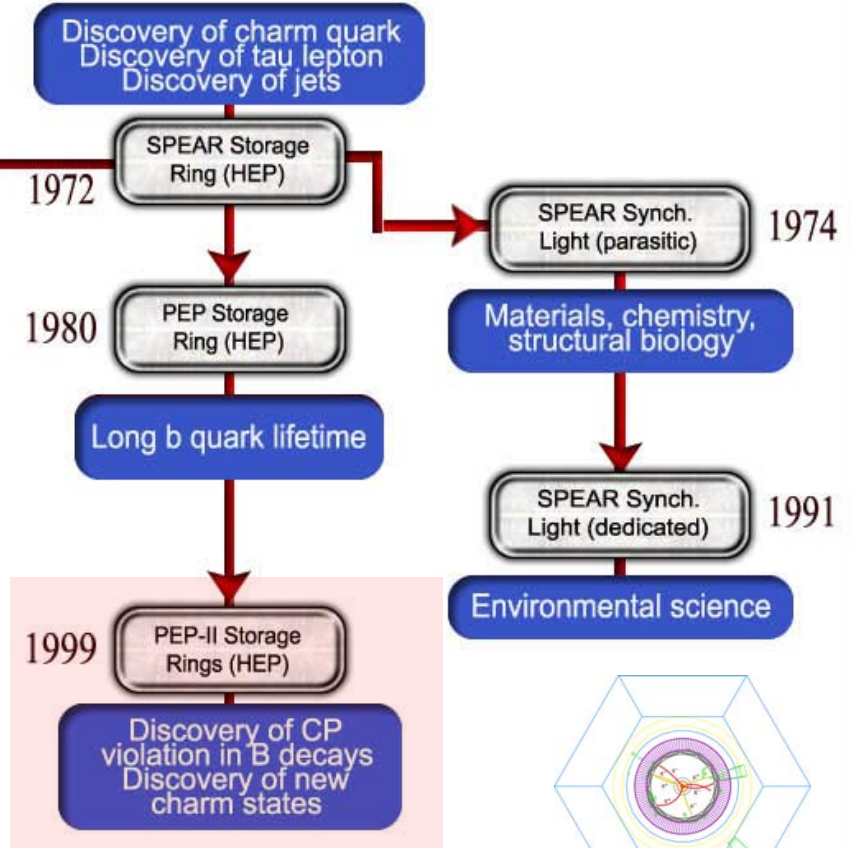 Discovery of charm quark
Discovery of tau lepton
Discovery of jets
SPEAR Storage
Ring (HEP)
1972
SPEAR Synch.
Light (parasitic)
1974
PEP Storage
Ring (HEP)
1980
Materials, chemistry,
structural biology
Long b quark lifetime
SPEAR Synch.
Light (dedicated)
1991
Environmental science
PEP-II Storage
Rings (HEP)
1999
Discovery of CP
violation in B decays
Discovery of new
charm states